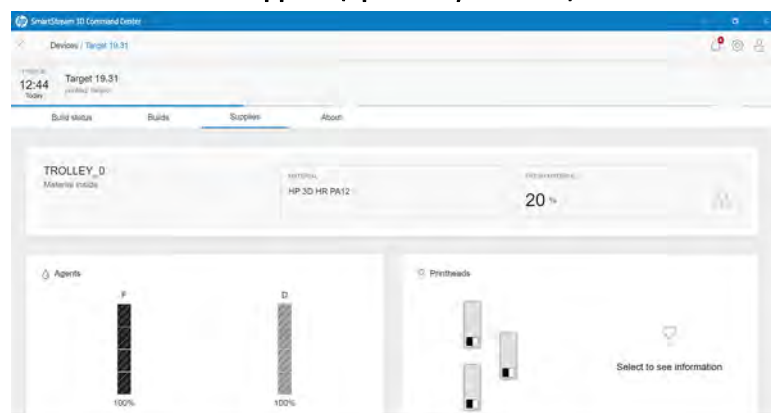 hp SmartStream 3D Command Center
Devices / Target 19.31
12:44
Today
Target 19.31
Build status Builds Supplies About
TROLLEY_0
Material inside
MATERIAL
HP 3D HR PA12
20 %
Agents
F D
100% 100%
Printheads
Select to see information